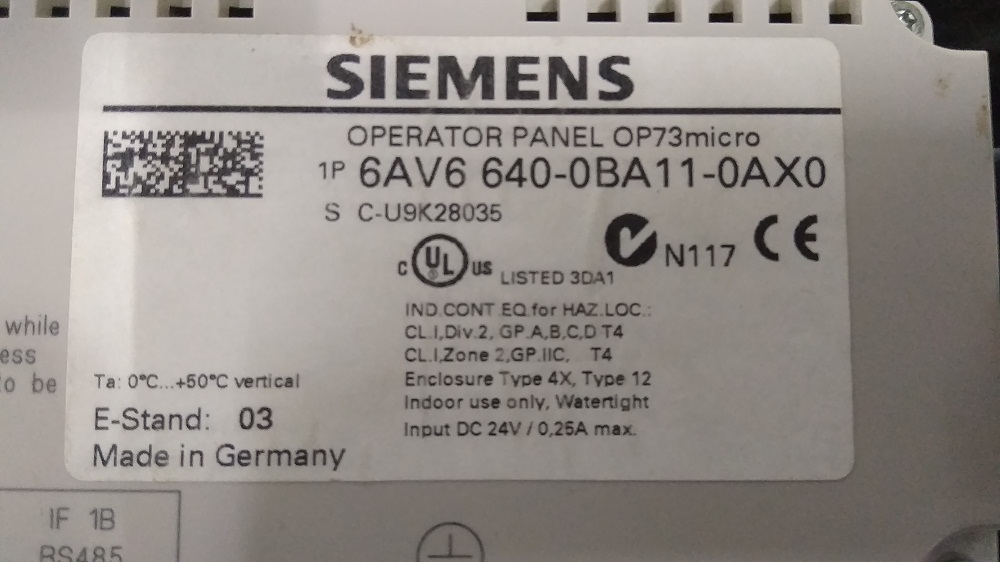 SIEMENS
OPERATOR PANEL OP73micro
1P 6AV6 640-0BA11-0AX0
S C-U9K28035
C UL US LISTED 3DA1
N117 CE
IND.CONT.EQ.for HAZ.LOC.:
CL.I,Div.2, GP.A,B,C,D T4
CL.I,Zone 2,GP.IIC, T4
Enclosure Type 4X, Type 12
Indoor use only, Watertight
Input DC 24V / 0,25A max.
Ta: 0°C...+50°C vertical
E-Stand: 03
Made in Germany
while
be
IF 1B
RS485